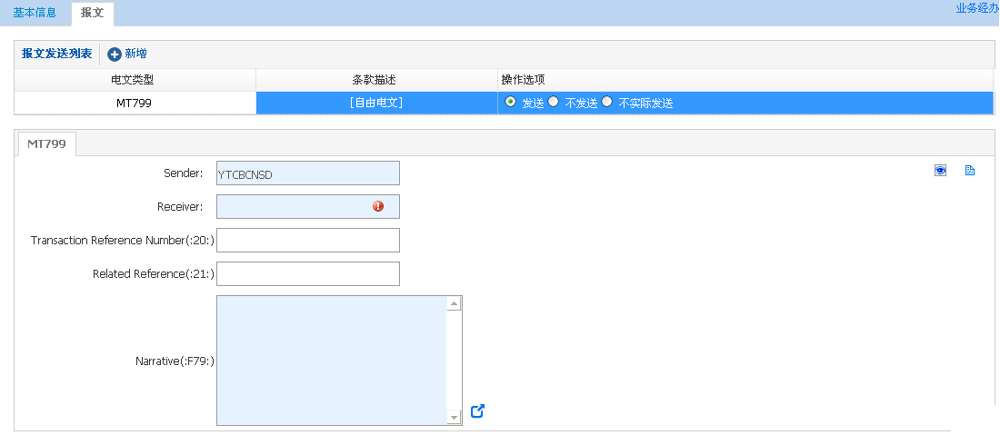 基本信息 报文 业务经办
报文发送列表 新增
电文类型 条款描述 操作选项
MT799 [自由电文] 发送 不发送 不实际发送
MT799
Sender: YTCBCNSD
Receiver:
Transaction Reference Number(:20:)
Related Reference(:21:)
Narrative(:F79:)